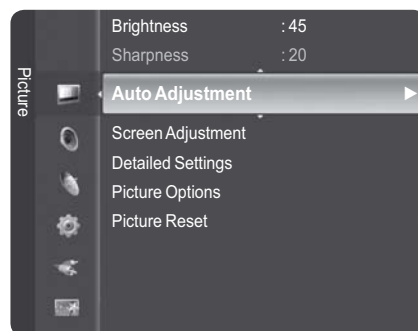 Picture
Brightness : 45
Sharpness : 20
Auto Adjustment
Screen Adjustment
Detailed Settings
Picture Options
Picture Reset